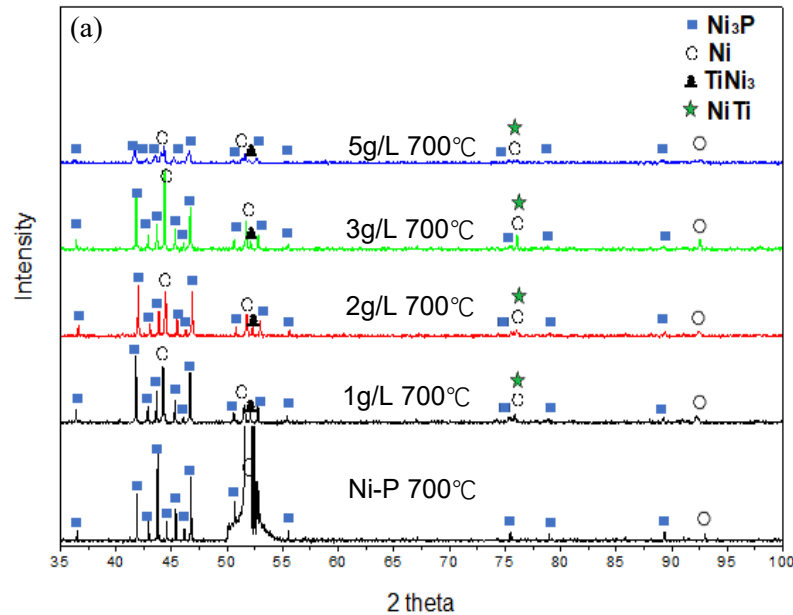 (a)
Ni₃P
Ni
TiNi₃
NiTi
5g/L 700℃
3g/L 700℃
2g/L 700℃
1g/L 700℃
Ni-P 700℃
Intensity
35 40 45 50 55 60 65 70 75 80 85 90 95 100
2 theta